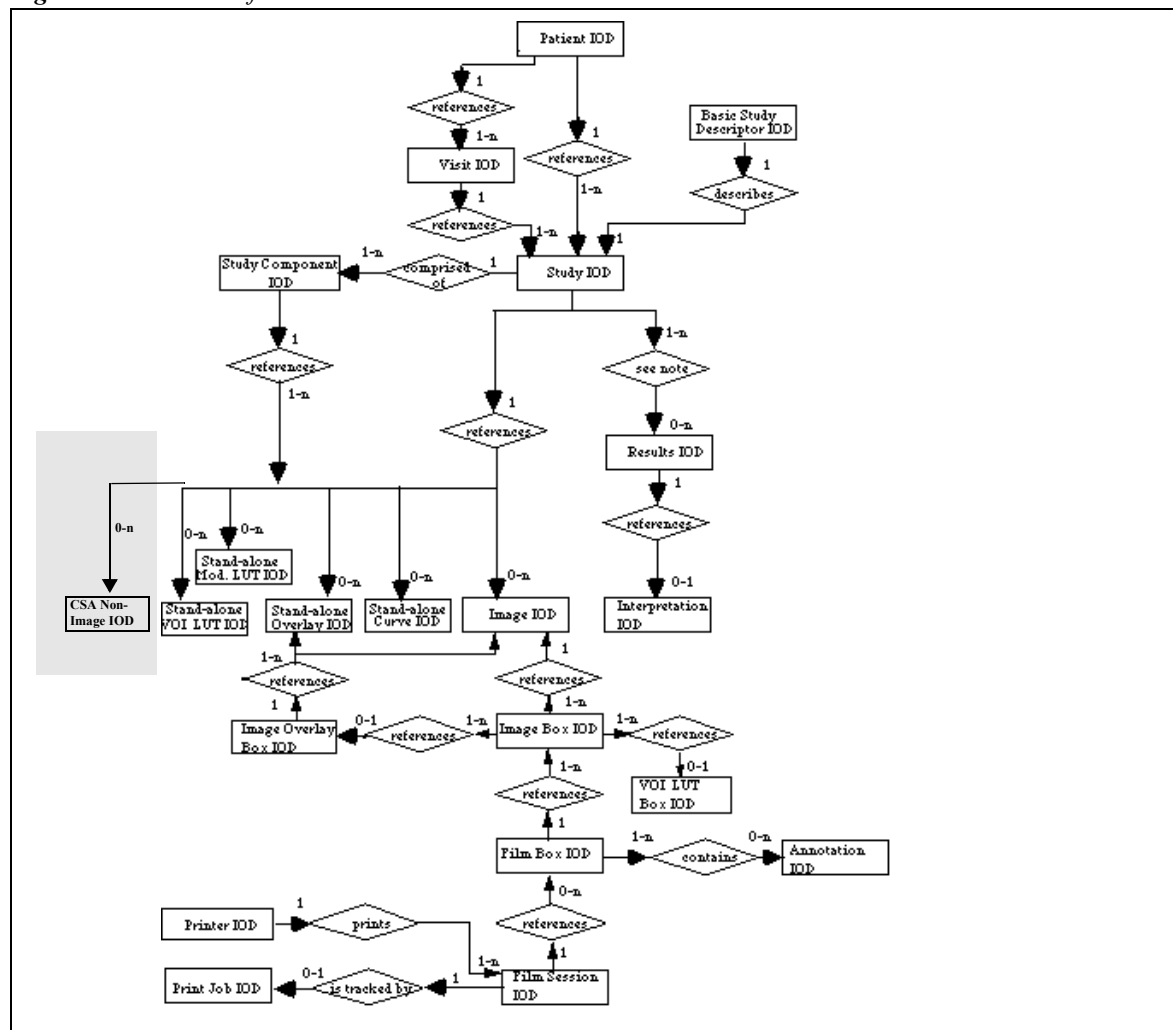 Patient IOD
1
references
1-n
Visit IOD
1
references
1-n
1
references
1-n
Basic Study
Descriptor IOD
1
describes
1
Study IOD
1
comprised
of
1-n
Study Component
IOD
1
references
1-n
1
references
1-n
see note
0-n
Results IOD
1
references
0-1
Interpretation
IOD
0-n
CSA Non-
Image IOD
0-n
Stand-alone
VOI LUT IOD
0-n
Stand-alone
Mod. LUT IOD
0-n
Stand-alone
Overlay IOD
0-n
Stand-alone
Curve IOD
0-n
Image IOD
1-n
references
1
Image Overlay
Box IOD
1
references
1-n
0-1
references
1-n
Image Box IOD
1-n
references
0-1
VOI LUT
Box IOD
1-n
references
1
Film Box IOD
1-n
contains
0-n
Annotation
IOD
0-n
references
1
Printer IOD
1
prints
1-n
Film Session
IOD
1
is tracked by
0-1
Print Job IOD